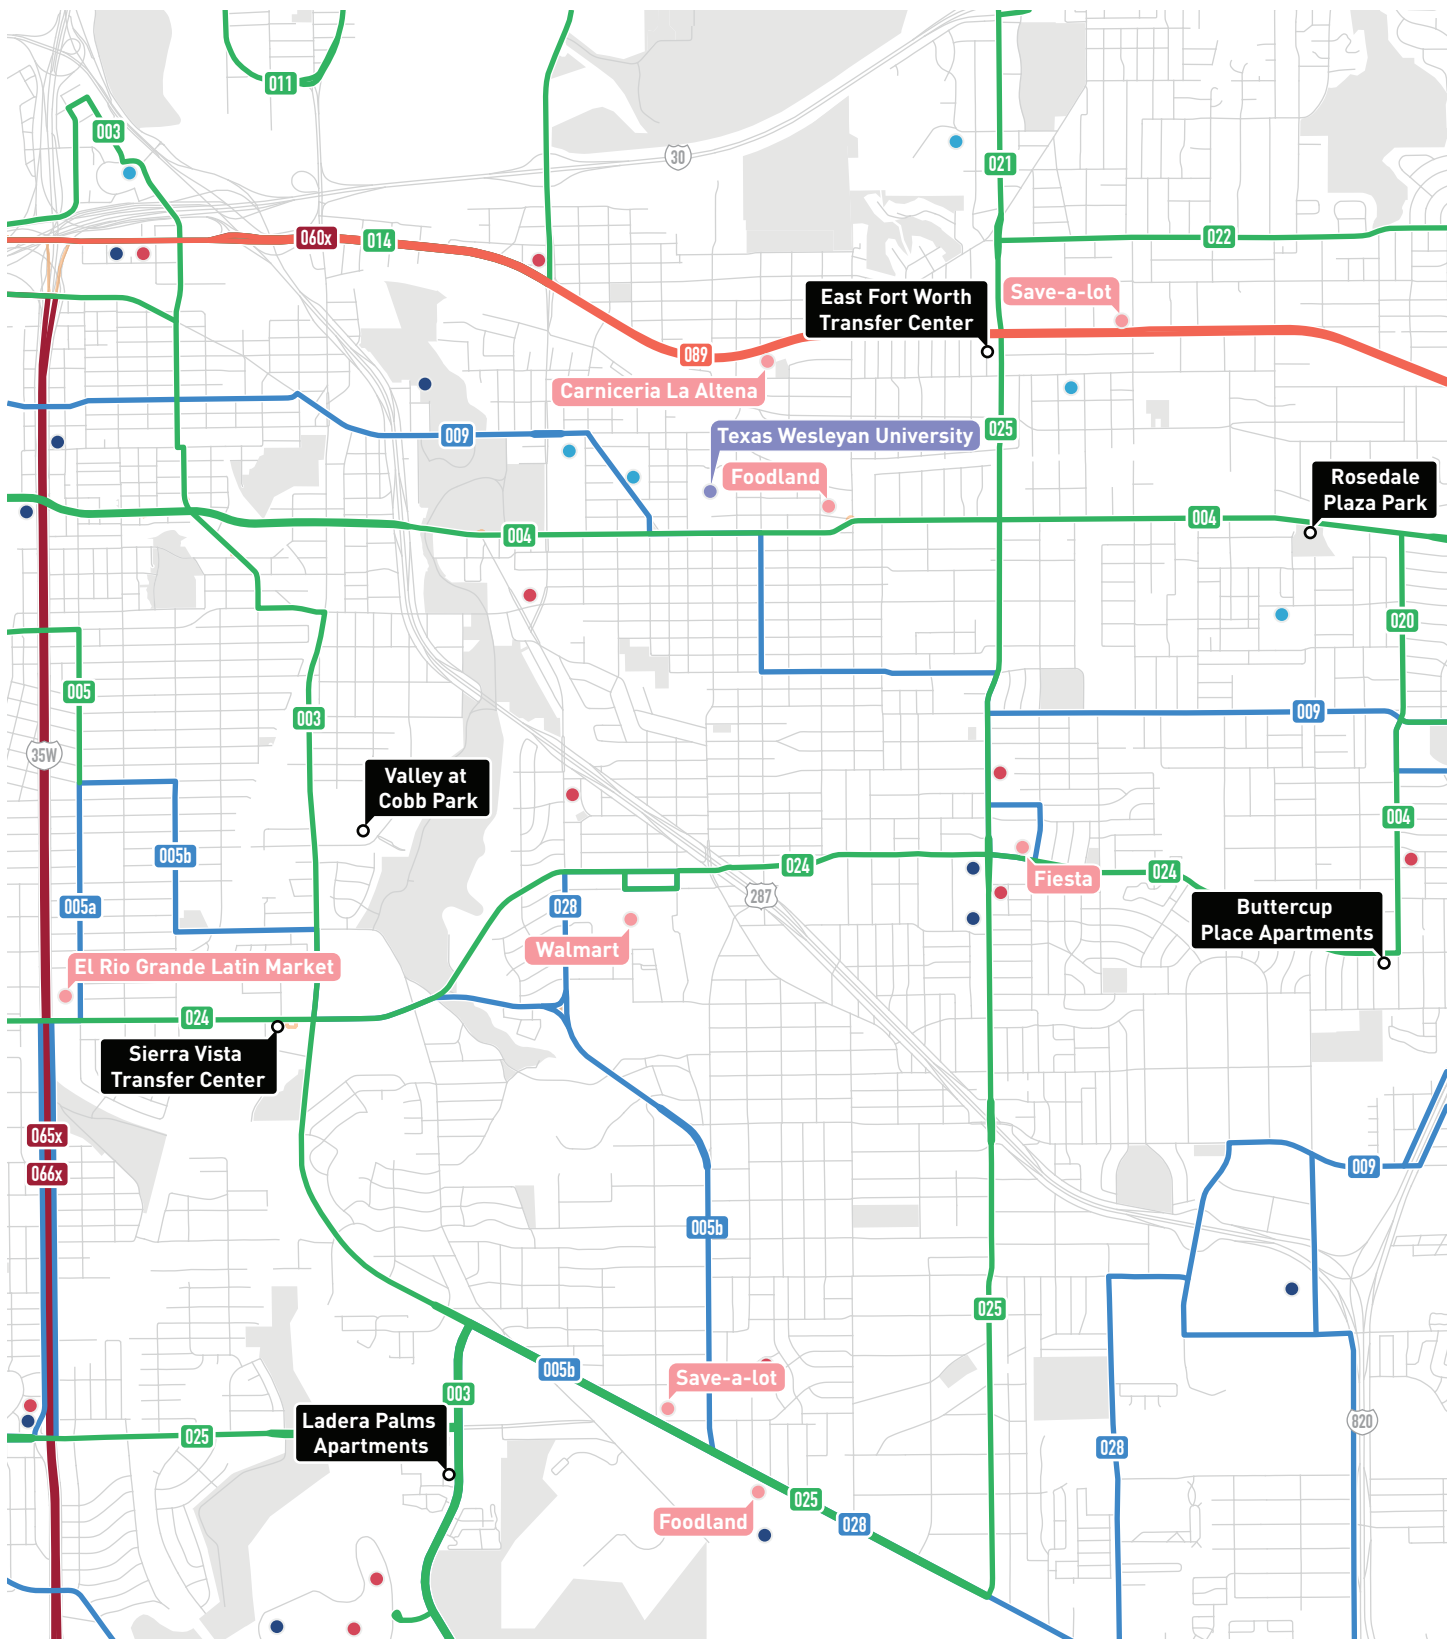 011
003
30
021
060x
014
022
East Fort Worth
Transfer Center
Save-a-lot
089
Carniceria La Altena
009
Texas Wesleyan University
025
Foodland
Rosedale
Plaza Park
004
004
020
005
003
009
35W
Valley at
Cobb Park
004
005b
024
024
Fiesta
287
005a
028
Buttercup
Place Apartments
Walmart
El Rio Grande Latin Market
024
Sierra Vista
Transfer Center
065x
066x
009
005b
025
005b
Save-a-lot
003
Ladera Palms
Apartments
025
820
028
025
Foodland
028